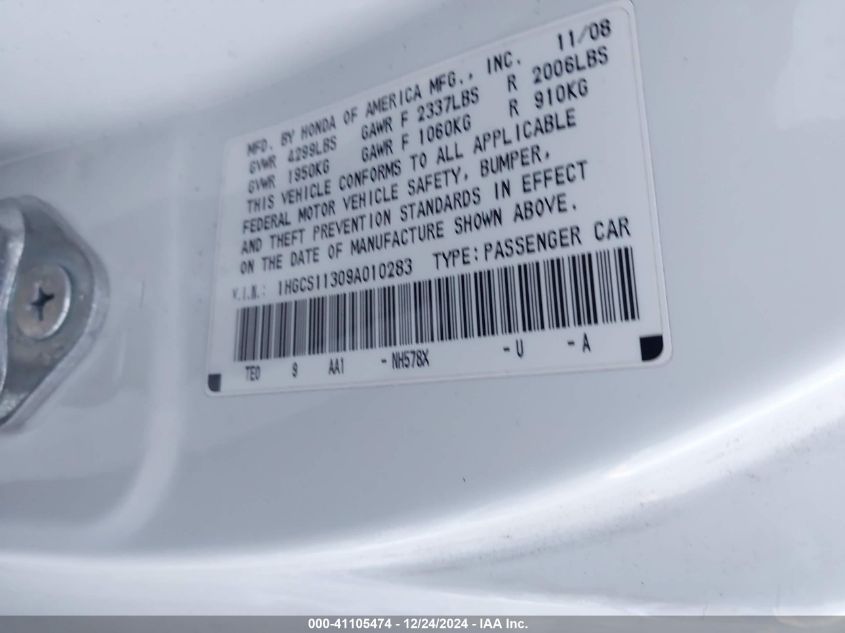 MFD. BY HONDA OF AMERICA MFG., INC. 11/08
GVWR 4299LBS GAWR F 2337LBS R 2006LBS
GVWR 1950KG GAWR F 1060KG R 910KG
THIS VEHICLE CONFORMS TO ALL APPLICABLE
FEDERAL MOTOR VEHICLE SAFETY, BUMPER,
AND THEFT PREVENTION STANDARDS IN EFFECT
ON THE DATE OF MANUFACTURE SHOWN ABOVE.
V.I.N.: 1HGCS11309A010283 TYPE:PASSENGER CAR
TE0 9 AA1 -NH578X -U -A
000-41105474 - 12/24/2024 - IAA Inc.